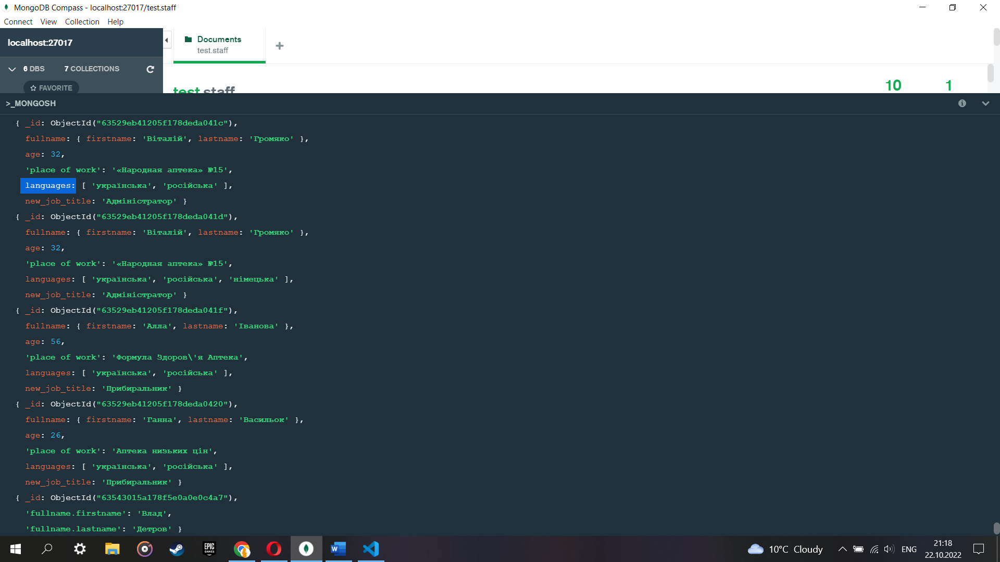 MongoDB Compass - localhost:27017/test.staff
Connect View Collection Help
localhost:27017
Documents
test.staff
6 DBS 7 COLLECTIONS
FAVORITE
test.staff
10 1
>_MONGOSH
{ _id: ObjectId("63529eb41205f178deda041c"),
fullname: { firstname: 'Віталій', lastname: 'Громяко' },
age: 32,
'place of work': '«Народная аптека» №15',
languages: [ 'українська', 'російська' ],
new_job_title: 'Адміністратор' }
{ _id: ObjectId("63529eb41205f178deda041d"),
fullname: { firstname: 'Віталій', lastname: 'Громяко' },
age: 32,
'place of work': '«Народная аптека» №15',
languages: [ 'українська', 'російська', 'німецька' ],
new_job_title: 'Адміністратор' }
{ _id: ObjectId("63529eb41205f178deda041f"),
fullname: { firstname: 'Алла', lastname: 'Іванова' },
age: 56,
'place of work': 'Формула Здоров\'я Аптека',
languages: [ 'українська', 'російська' ],
new_job_title: 'Прибиральник' }
{ _id: ObjectId("63529eb41205f178deda0420"),
fullname: { firstname: 'Ганна', lastname: 'Васильок' },
age: 26,
'place of work': 'Аптека низьких цін',
languages: [ 'українська', 'російська' ],
new_job_title: 'Прибиральник' }
{ _id: ObjectId("63543015a178f5e0a0e0c4a7"),
'fullname.firstname': 'Влад',
'fullname.lastname': 'Детров' }
EPIC
GAMES
W
10°C Cloudy
ENG
21:18
22.10.2022